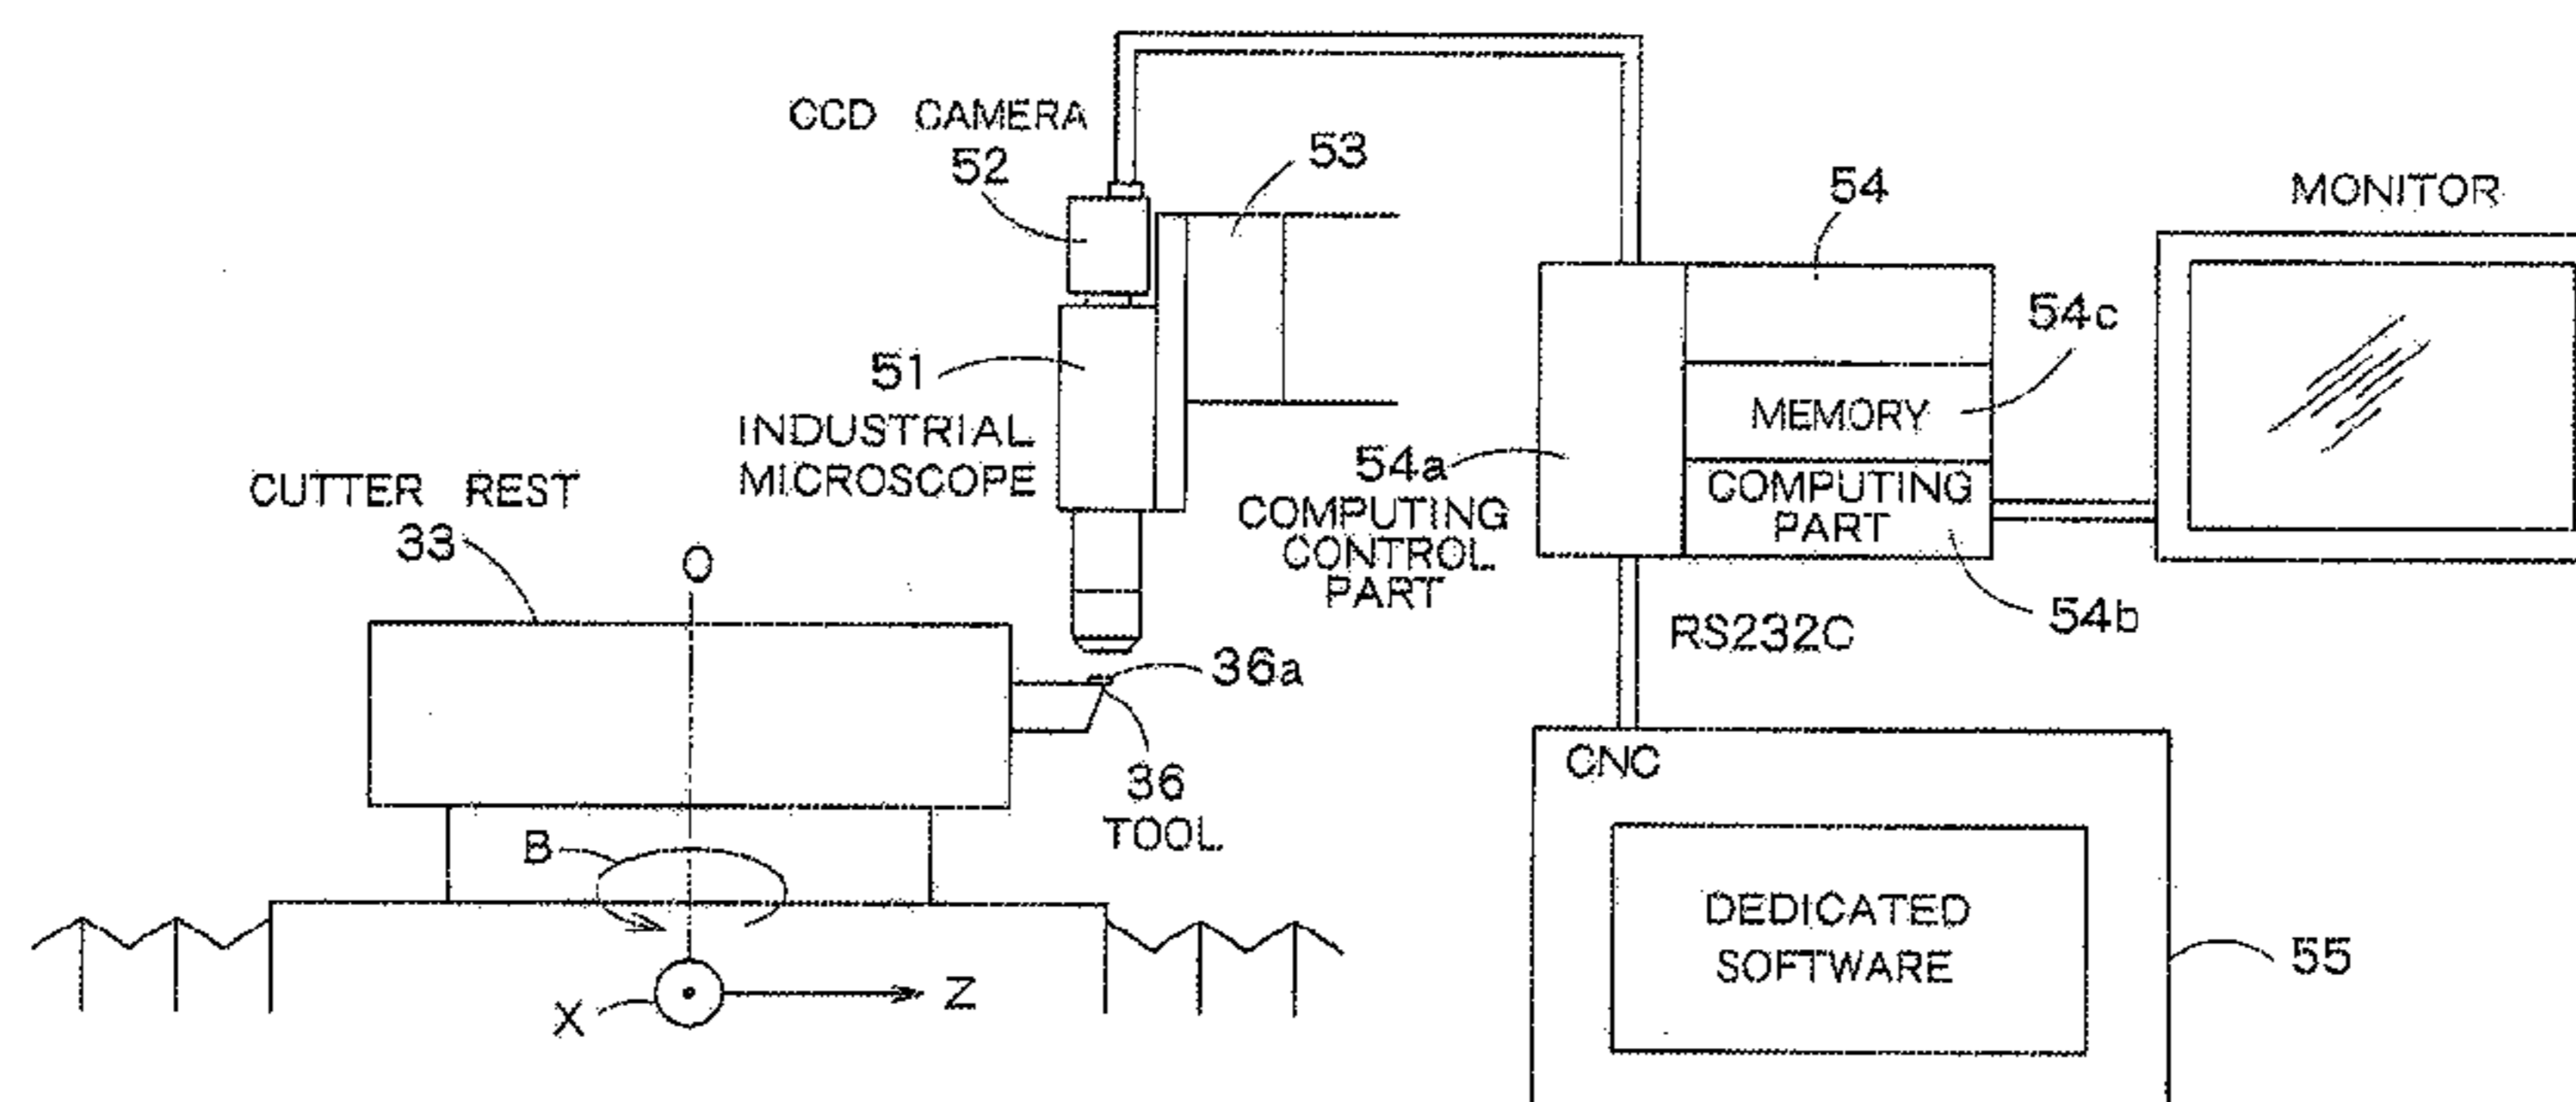 CCD CAMERA
52
53
54
MONITOR
54c
51
INDUSTRIAL
MICROSCOPE
MEMORY
54a
COMPUTING
CONTROL
PART
COMPUTING
PART
54b
CUTTER REST
33
O
RS232C
36a
36
TOOL
CNC
B
DEDICATED
SOFTWARE
55
X
Z